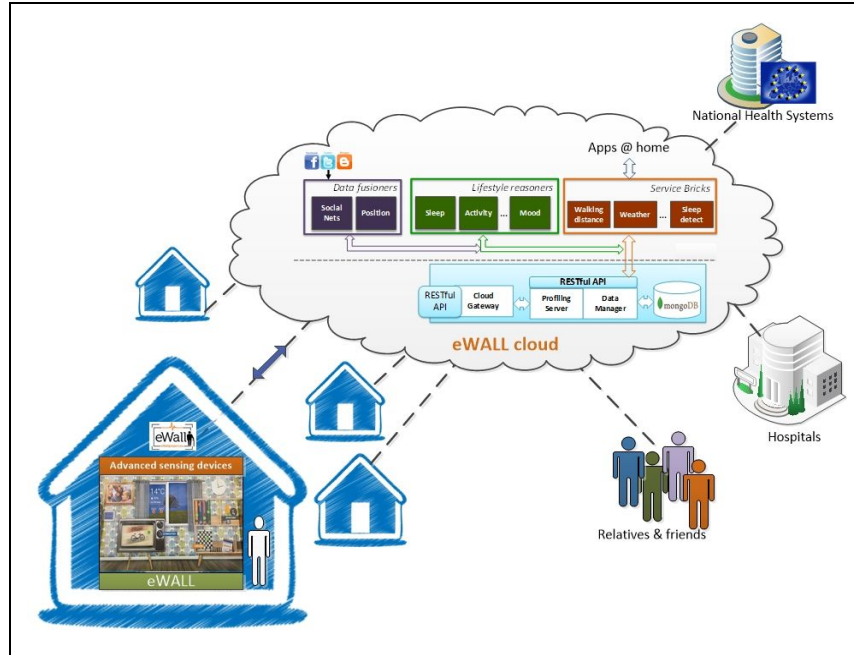 National Health Systems
Apps @ home
Data fusioners
Lifestyle reasoners
Service Bricks
Social
Nets
Position
Sleep
Activity
...
Mood
Walking
distance
Weather
...
Sleep
detect
RESTful API
RESTful
API
Cloud
Gateway
Profiling
Server
Data
Manager
mongoDB
eWALL cloud
Hospitals
Relatives & friends
eWall
Advanced sensing devices
14°C
eWALL